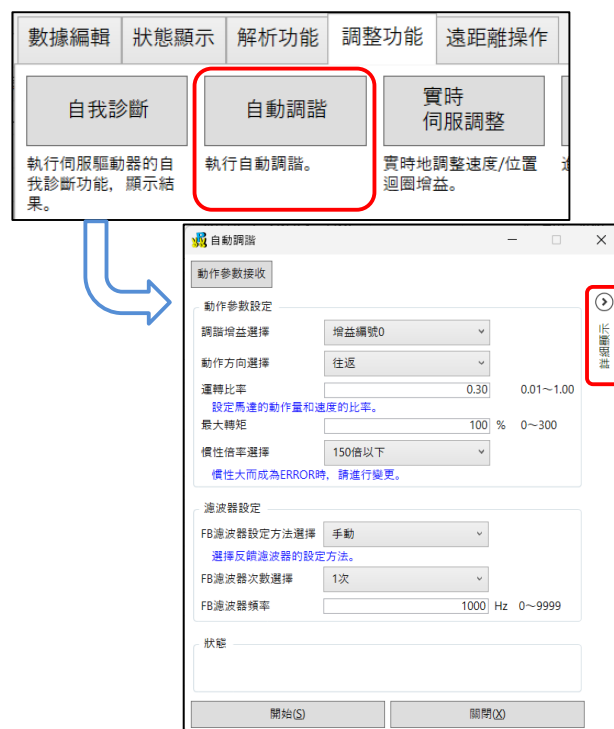 數據編輯 狀態顯示 解析功能 調整功能 遠距離操作
自我診斷 自動調諧 實時
伺服調整
執行伺服驅動器的自
我診斷功能，顯示結
果。
執行自動調諧。
實時地調整速度/位置
迴圈增益。
自動調諧
動作參數接收
詳細顯示
動作參數設定
調諧增益選擇 增益編號0
動作方向選擇 往返
運轉比率 0.30 0.01～1.00
設定馬達的動作量和速度的比率。
最大轉矩 100 % 0～300
慣性倍率選擇 150倍以下
慣性大而成為ERROR時，請進行變更。
濾波器設定
FB濾波器設定方法選擇 手動
選擇反饋濾波器的設定方法。
FB濾波器次數選擇 1次
FB濾波器頻率 1000 Hz 0～9999
狀態
開始(S) 關閉(X)